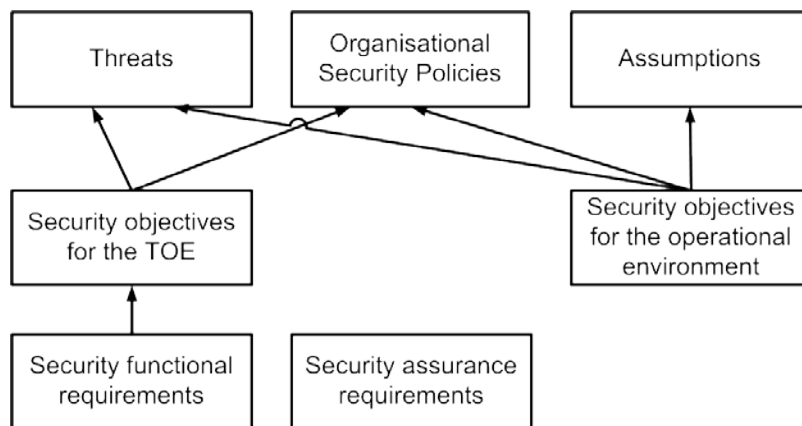 Threats
Organisational
Security Policies
Assumptions
Security objectives
for the TOE
Security objectives
for the operational
environment
Security functional
requirements
Security assurance
requirements